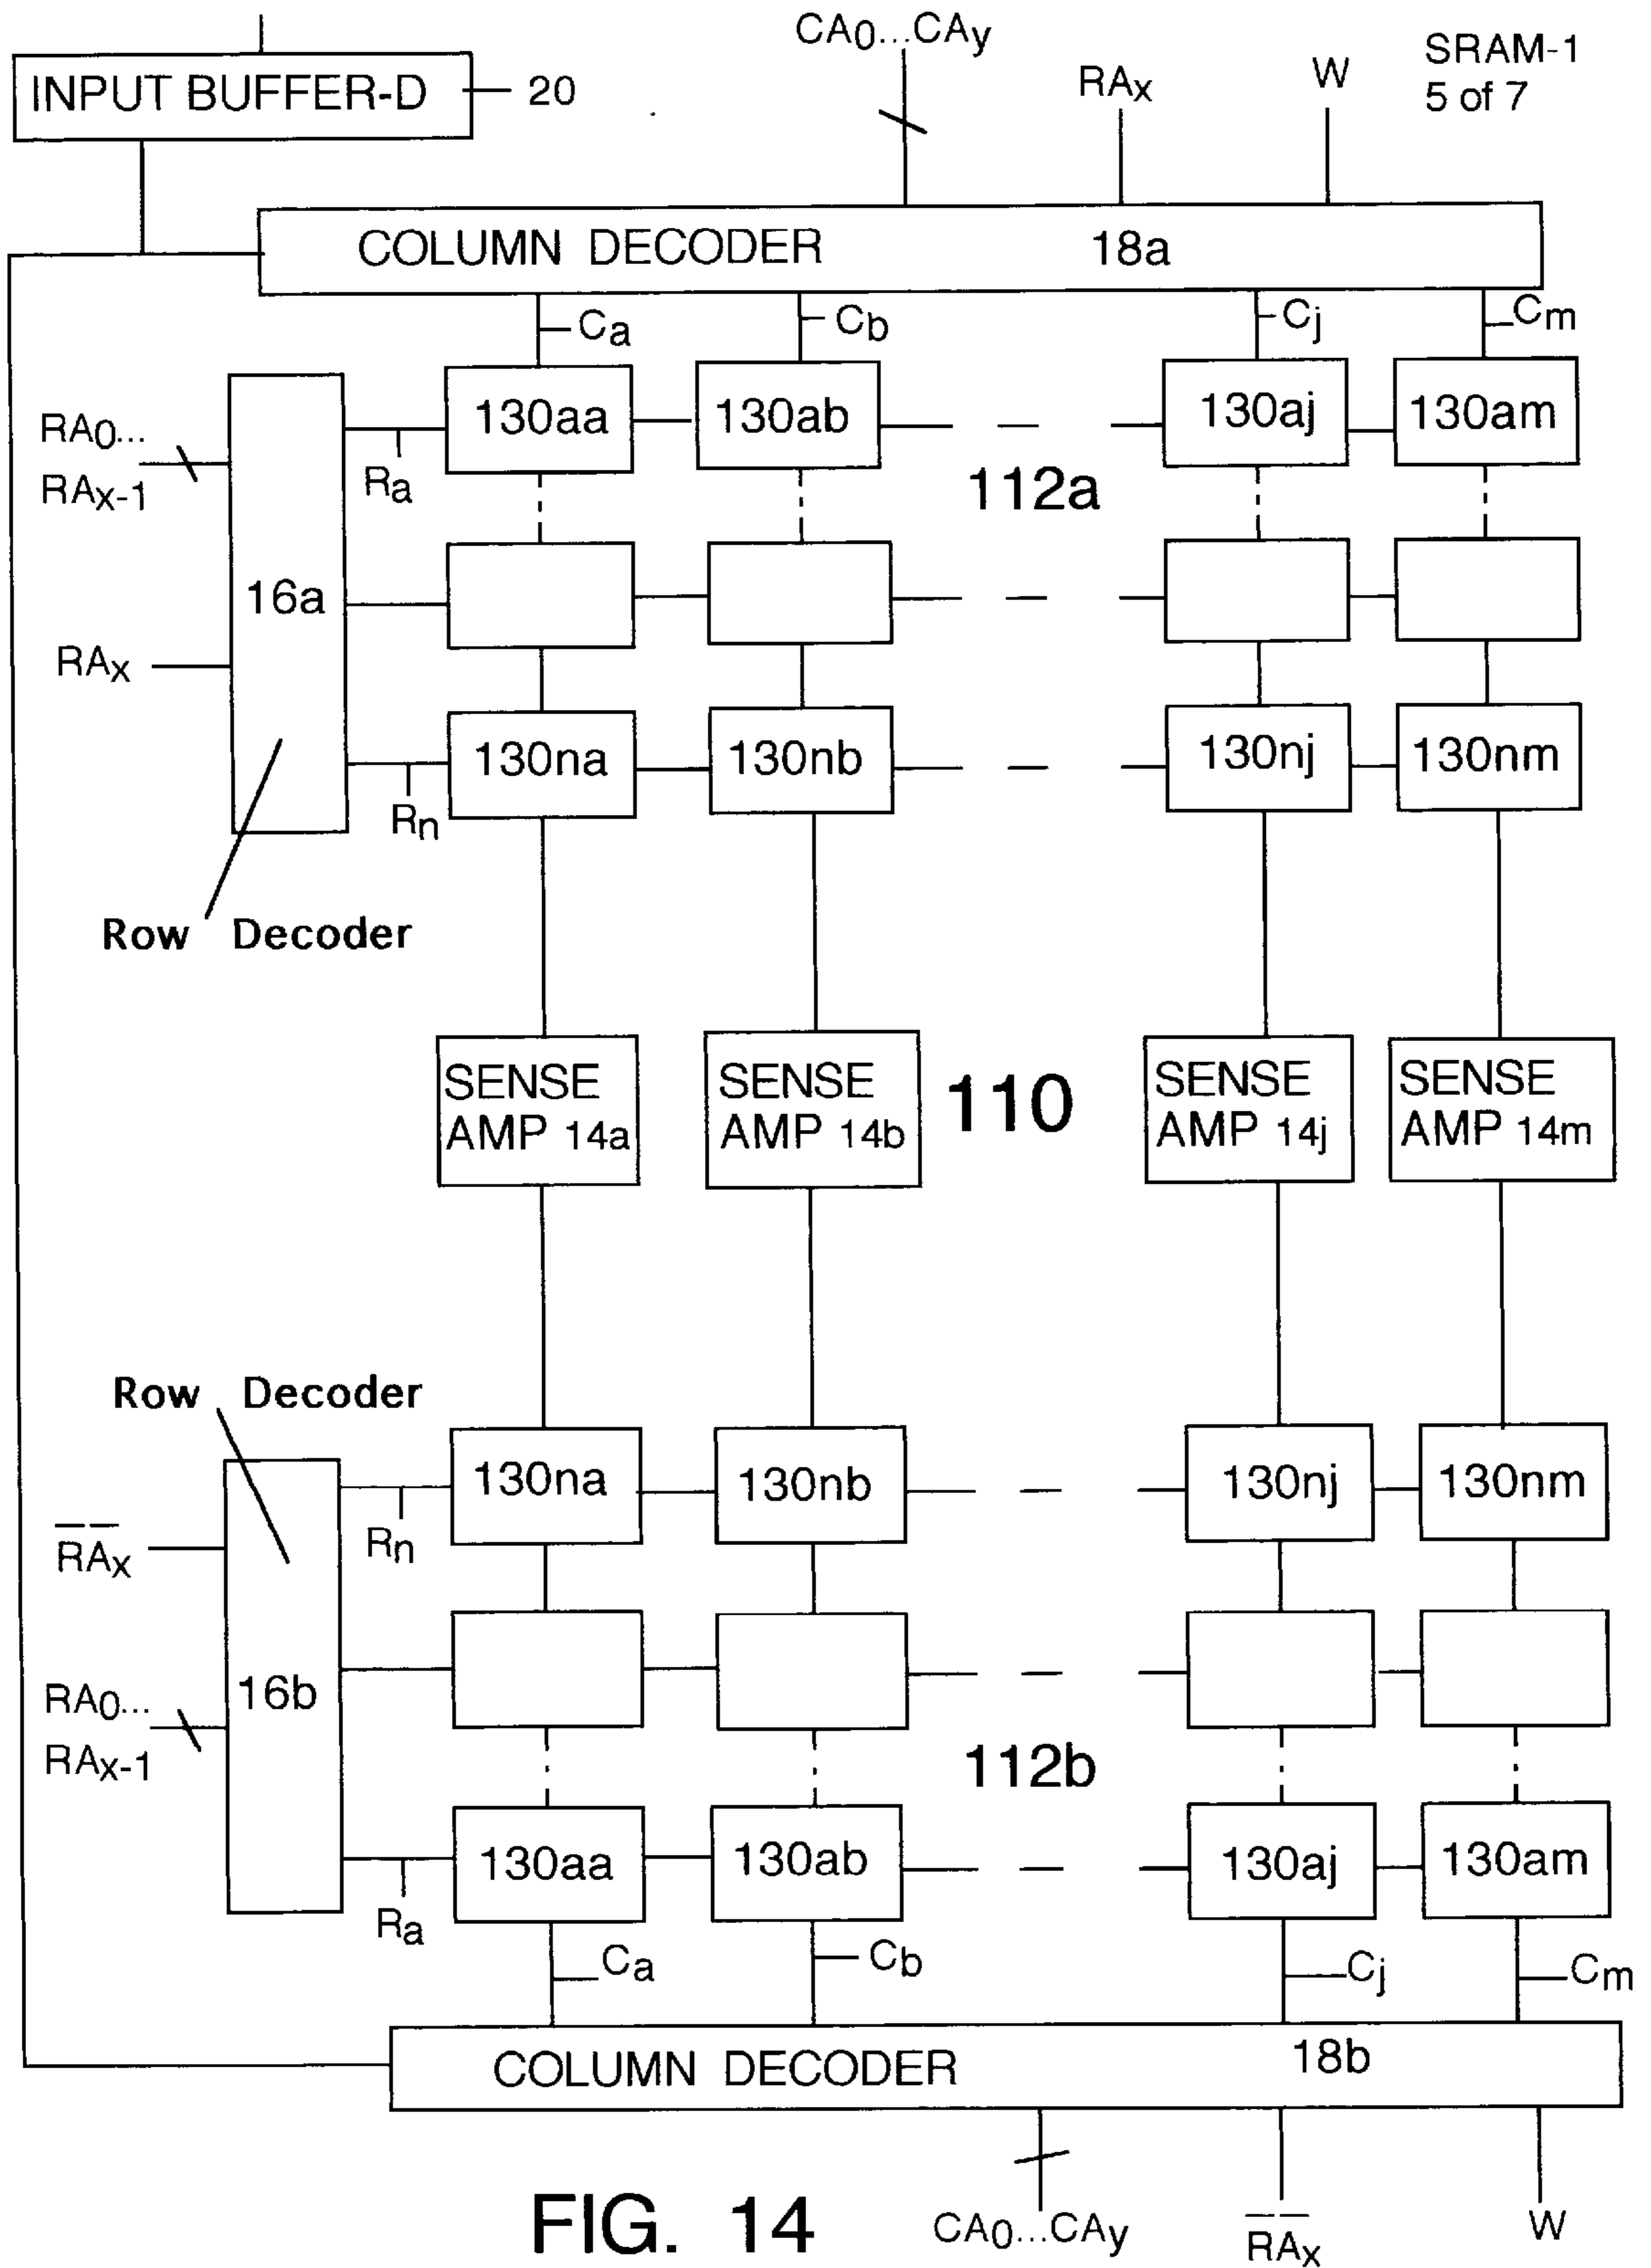 CA0...CAy
SRAM-1
5 of 7
INPUT BUFFER-D
20
RAx
W
COLUMN DECODER 18a
Ca
Cb
Cj
Cm
RA0...
RAx-1
Ra
130aa
130ab
130aj
130am
112a
16a
RAx
130na
130nb
130nj
130nm
Rn
Row Decoder
SENSE
AMP 14a
SENSE
AMP 14b
110
SENSE
AMP 14j
SENSE
AMP 14m
Row Decoder
130na
130nb
130nj
130nm
R̅A̅x
Rn
16b
RA0...
RAx-1
112b
130aa
130ab
130aj
130am
Ra
Ca
Cb
Cj
Cm
COLUMN DECODER 18b
FIG. 14
CA0...CAy
R̅A̅x
W